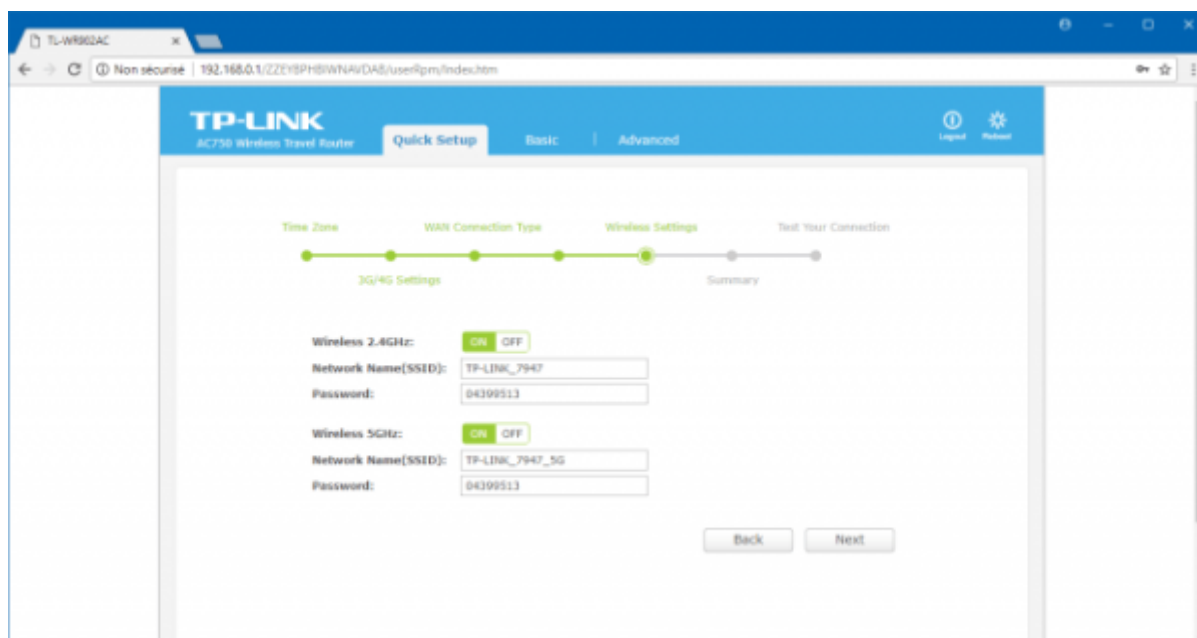 TL-WR902AC
Non sécurisé | 192.168.0.1/ZZEYBPHBIWNAVDAB/userRpm/Index.htm
TP-LINK
AC750 Wireless Travel Router
Quick Setup
Basic
Advanced
Logout
Reboot
Time Zone
WAN Connection Type
Wireless Settings
Test Your Connection
3G/4G Settings
Summary
Wireless 2.4GHz: ON OFF
Network Name(SSID): TP-LINK_7947
Password: 04399513
Wireless 5GHz: ON OFF
Network Name(SSID): TP-LINK_7947_5G
Password: 04399513
Back
Next